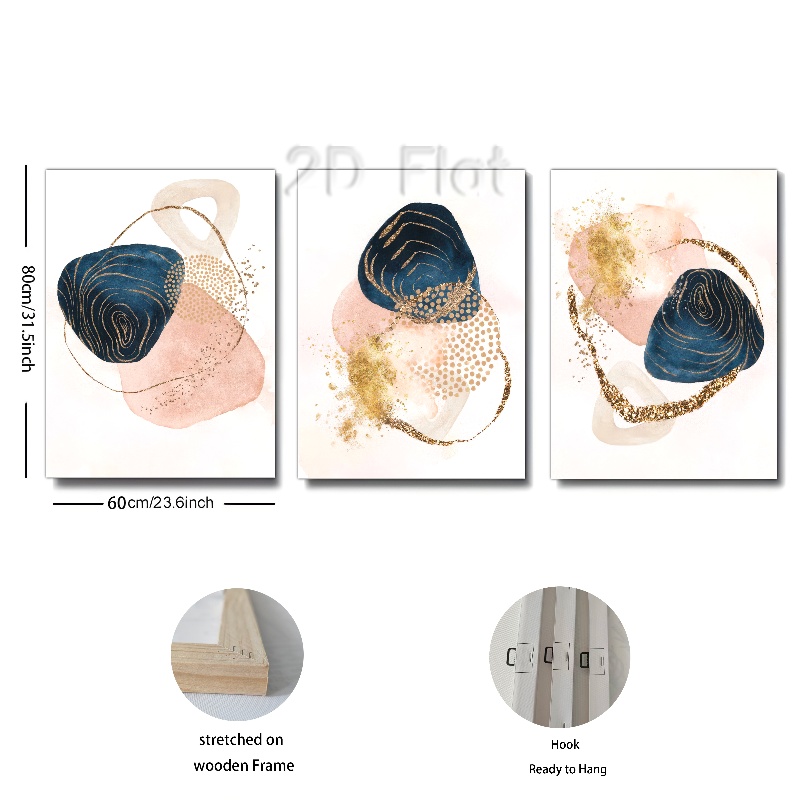 2D Flat
80cm/31.5inch
60cm/23.6inch
stretched on
wooden Frame
Hook
Ready to Hang